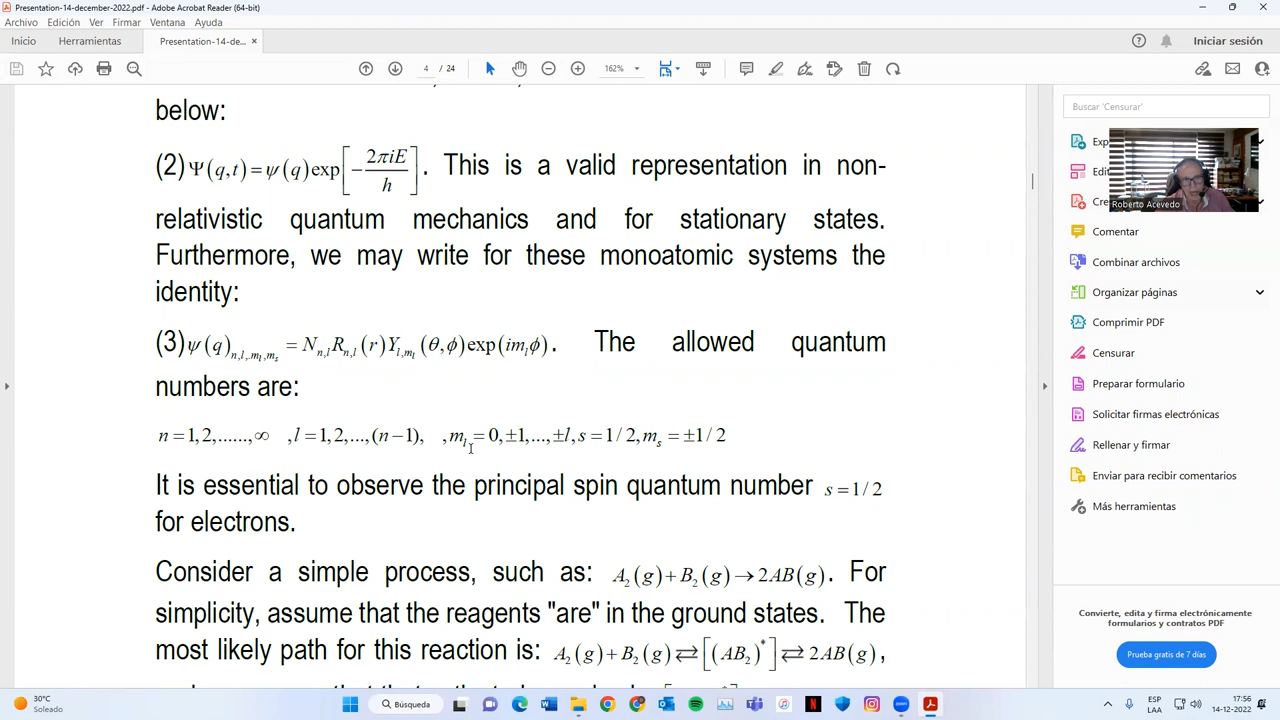 Presentation-14-december-2022.pdf - Adobe Acrobat Reader (64-bit)
Archivo Edición Ver Firmar Ventana Ayuda
Inicio Herramientas Presentation-14-de... × Iniciar sesión
4 / 24 162%
below:
(2) Ψ(q,t) = ψ(q) exp[−2πiE/h]. This is a valid representation in non-
relativistic quantum mechanics and for stationary states.
Furthermore, we may write for these monoatomic systems the
identity:
(3) ψ(q)n,l,ml,ms = Nn,l Rn,l(r) Yl,ml(θ,ϕ) exp(imlϕ). The allowed quantum
numbers are:
n = 1,2,......,∞ ,l = 1,2,...,(n−1), ,ml = 0,±1,...,±l, s = 1/2, ms = ±1/2
It is essential to observe the principal spin quantum number s = 1/2
for electrons.
Consider a simple process, such as: A2(g) + B2(g) → 2AB(g). For
simplicity, assume that the reagents "are" in the ground states. The
most likely path for this reaction is: A2(g) + B2(g) ⇄ [(AB2)*] ⇄ 2AB(g),
Buscar 'Censurar'
Exp
Edit
Cre
Roberto Acevedo
Comentar
Combinar archivos
Organizar páginas
Comprimir PDF
Censurar
Preparar formulario
Solicitar firmas electrónicas
Rellenar y firmar
Enviar para recibir comentarios
Más herramientas
Convierte, edita y firma electrónicamente
formularios y contratos PDF
Prueba gratis de 7 días
30°C
Soleado
Búsqueda
ESP
LAA
17:56
14-12-2022